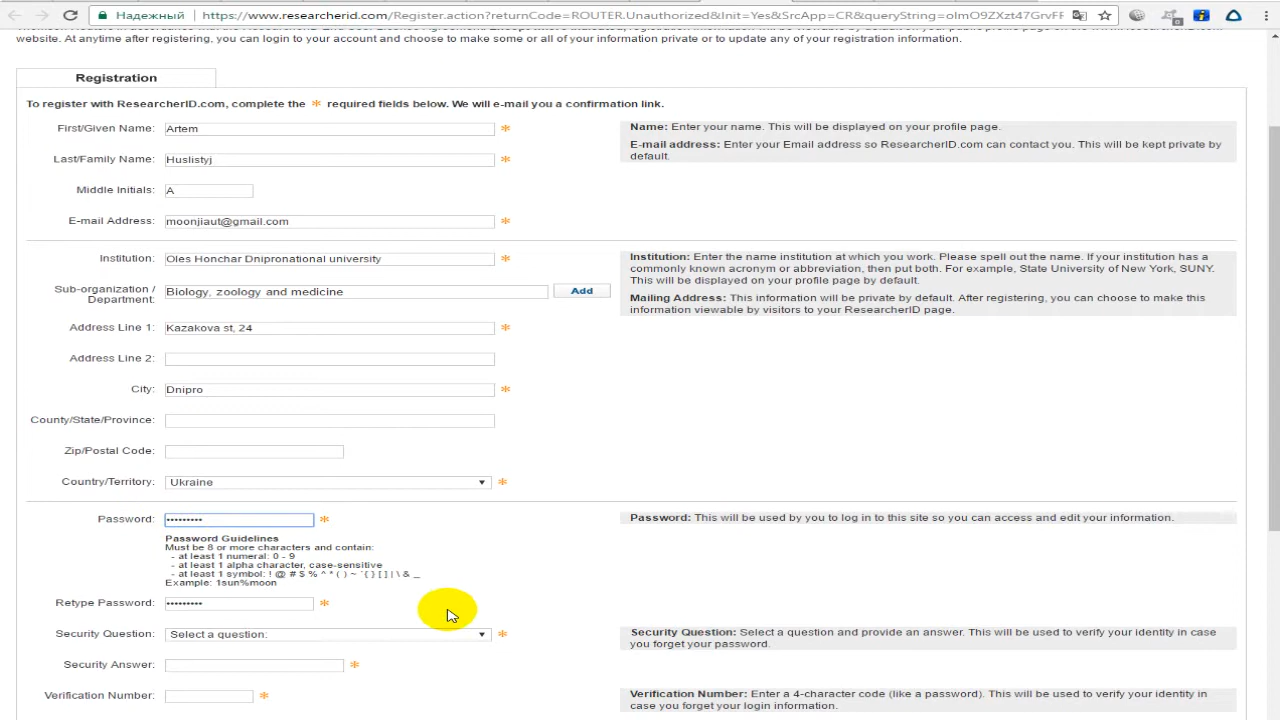 Надежный https://www.researcherid.com/Register.action?returnCode=ROUTER.Unauthorized&Init=Yes&SrcApp=CR&queryString=
website. At anytime after registering, you can login to your account and choose to make some or all of your information private or to update any of your registration information.
Registration
To register with ResearcherID.com, complete the * required fields below. We will e-mail you a confirmation link.
First/Given Name: Artem *
Name: Enter your name. This will be displayed on your profile page.
E-mail address: Enter your Email address so ResearcherID.com can contact you. This will be kept private by
default.
Last/Family Name: Huslistyj *
Middle Initials: A
E-mail Address: moonjiaut@gmail.com *
Institution: Oles Honchar Dnipronational university *
Institution: Enter the name institution at which you work. Please spell out the name. If your institution has a
commonly known acronym or abbreviation, then put both. For example, State University of New York, SUNY.
This will be displayed on your profile page by default.
Sub-organization /
Department: Biology, zoology and medicine Add
Mailing Address: This information will be private by default. After registering, you can choose to make this
information viewable by visitors to your ResearcherID page.
Address Line 1: Kazakova st, 24 *
Address Line 2:
City: Dnipro *
County/State/Province:
Zip/Postal Code:
Country/Territory: Ukraine *
Password: ••••••••• *
Password: This will be used by you to log in to this site so you can access and edit your information.
Password Guidelines
Must be 8 or more characters and contain:
- at least 1 numeral: 0 - 9
- at least 1 alpha character, case-sensitive
- at least 1 symbol: ! @ # $ % ^ * ( ) ~ ` { } [ ] | \ & _
Example: 1sun%moon
Retype Password: ••••••••• *
Security Question: Select a question: *
Security Question: Select a question and provide an answer. This will be used to verify your identity in case
you forget your password.
Security Answer: *
Verification Number: *
Verification Number: Enter a 4-character code (like a password). This will be used to verify your identity in
case you forget your login information.